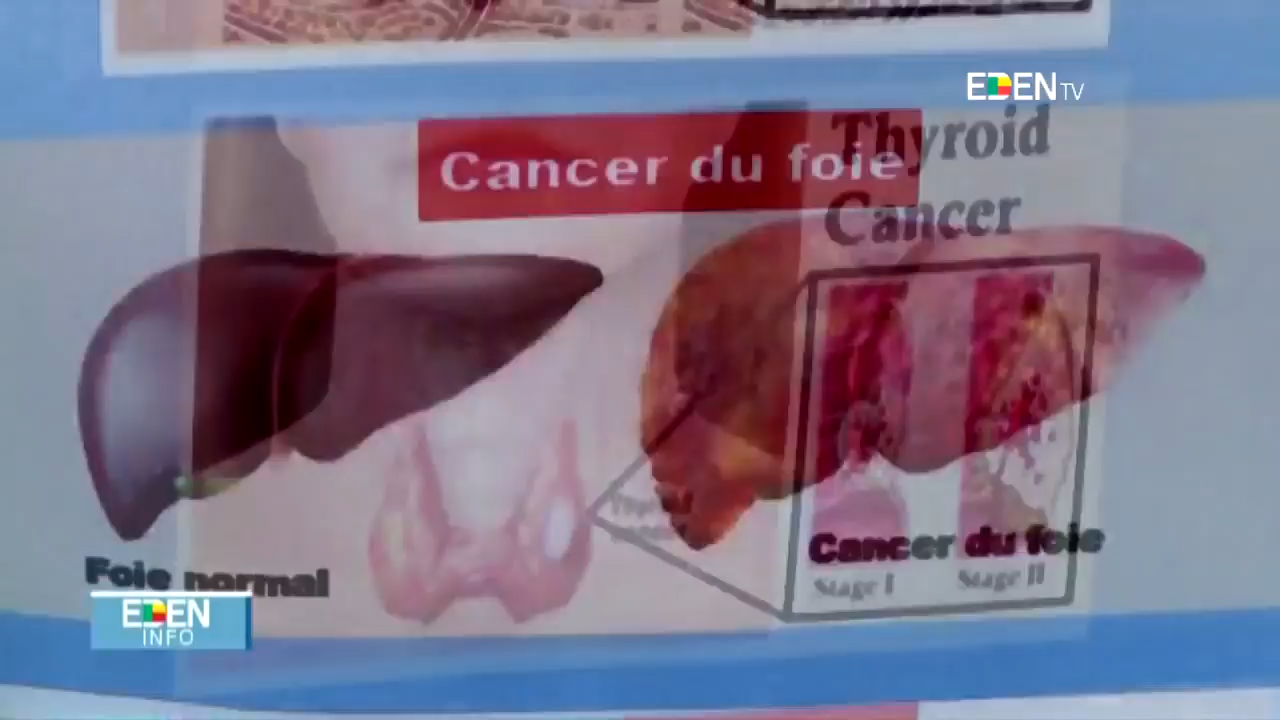 EDEN TV
Thyroid
Cancer
Cancer du foie
Cancer du foie
Stage I
Stage II
Foie normal
EDEN
INFO